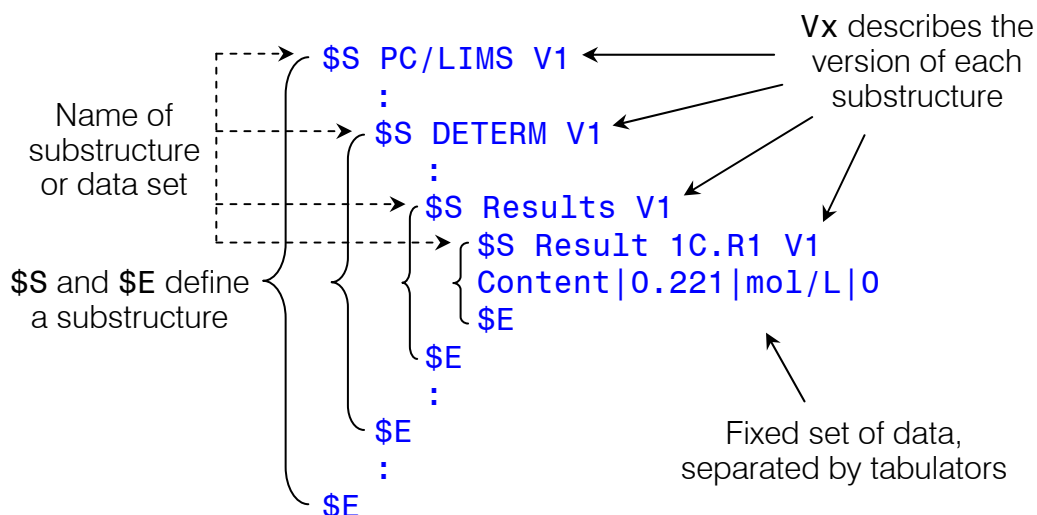 $S PC/LIMS V1
:
$S DETERM V1
:
$S Results V1
$S Result 1C.R1 V1
Content|0.221|mol/L|0
$E
$E
:
$E
:
$E
Name of
substructure
or data set
$S and $E define
a substructure
Vx describes the
version of each
substructure
Fixed set of data,
separated by tabulators